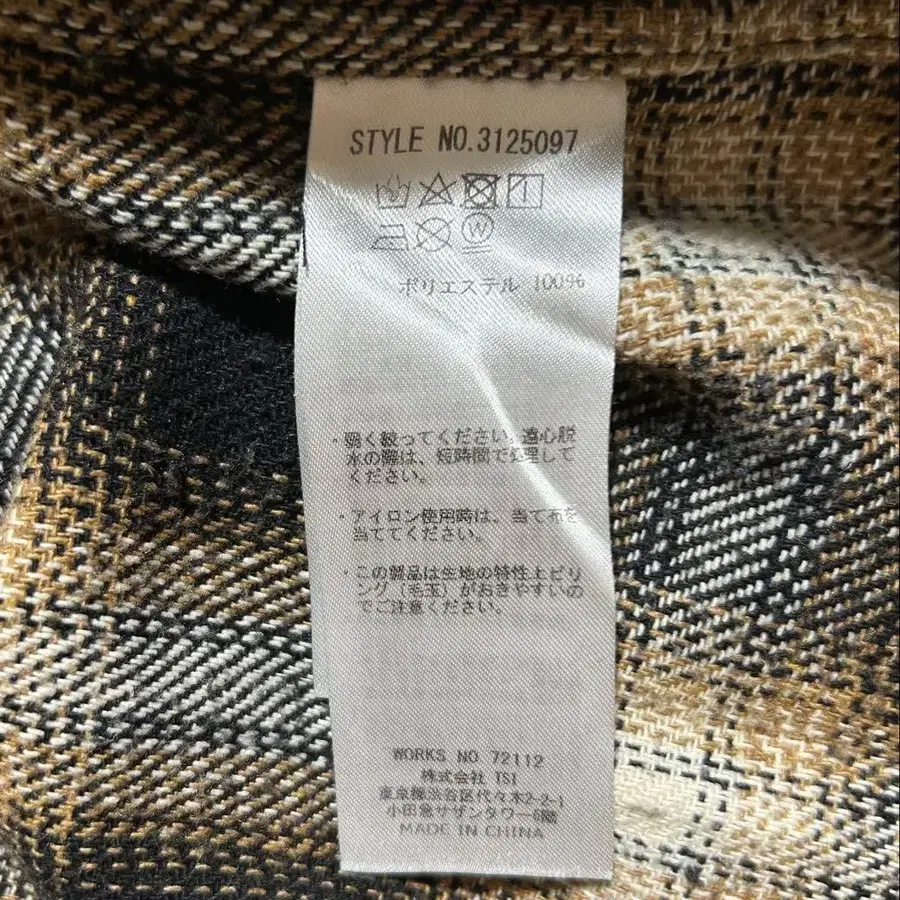 STYLE NO.3125097
W
ポリエステル 100%
・弱く絞ってください。遠心脱
水の際は、短時間で処理して
ください。
・アイロン使用時は、当て布を
当ててください。
・この製品は生地の特性上ピリ
ング（毛玉）がおきやすいの
でご注意ください。
WORKS NO 72112
株式会社 TSI
東京都渋谷区代々木2-2-1
小田急サザンタワー6階
MADE IN CHINA